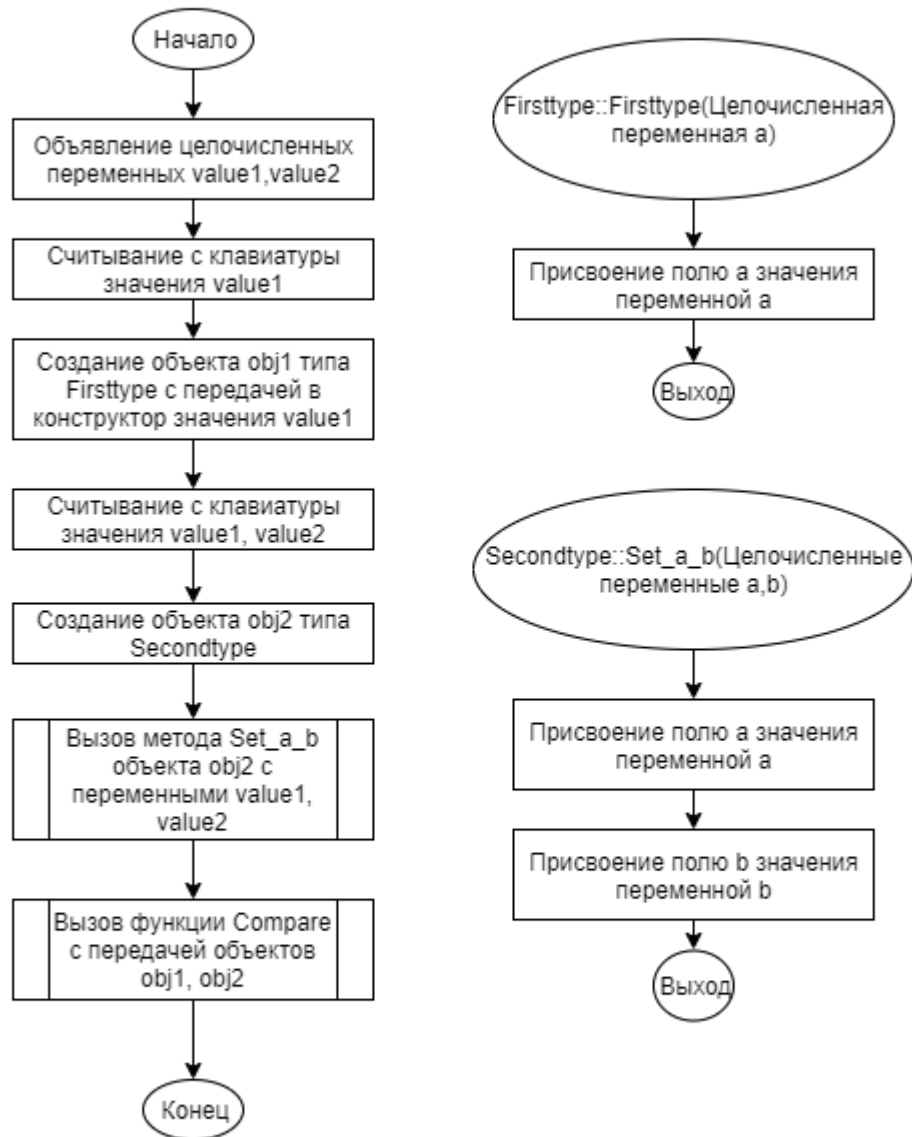 Начало
Объявление целочисленных
переменных value1,value2
Считывание с клавиатуры
значения value1
Создание объекта obj1 типа
Firsttype с передачей в
конструктор значения value1
Считывание с клавиатуры
значения value1, value2
Создание объекта obj2 типа
Secondtype
Вызов метода Set_a_b
объекта obj2 с
переменными value1,
value2
Вызов функции Compare
с передачей объектов
obj1, obj2
Конец
Firsttype::Firsttype(Целочисленная
переменная a)
Присвоение полю a значения
переменной a
Выход
Secondtype::Set_a_b(Целочисленные
переменные a,b)
Присвоение полю a значения
переменной a
Присвоение полю b значения
переменной b
Выход